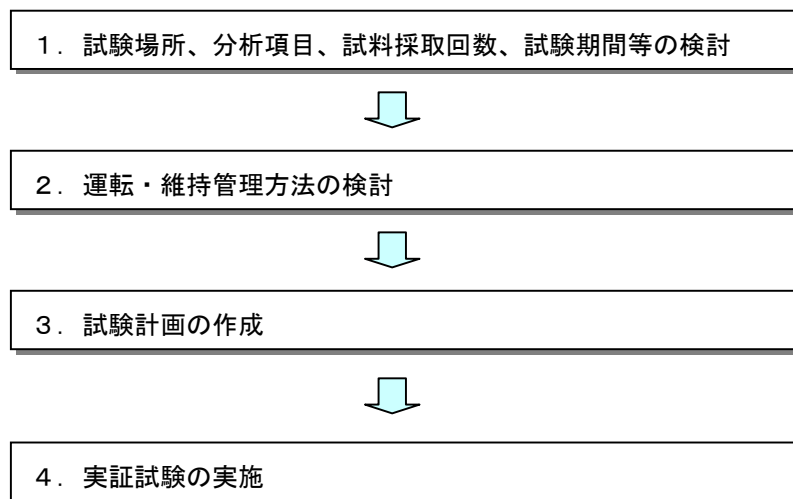 １．試験場所、分析項目、試料採取回数、試験期間等の検討
２．運転・維持管理方法の検討
３．試験計画の作成
４．実証試験の実施